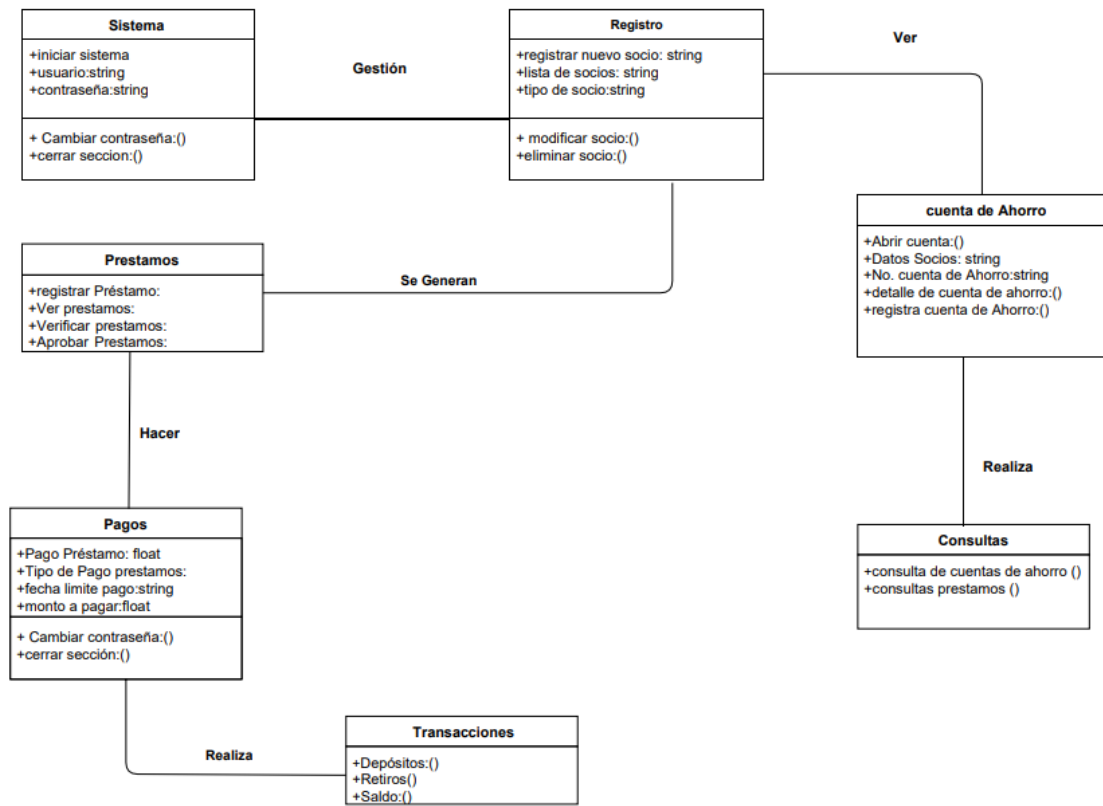 Sistema
+iniciar sistema
+usuario:string
+contraseña:string
+ Cambiar contraseña:()
+cerrar seccion:()
Gestión
Registro
+registrar nuevo socio: string
+lista de socios: string
+tipo de socio:string
+ modificar socio:()
+eliminar socio:()
Ver
cuenta de Ahorro
+Abrir cuenta:()
+Datos Socios: string
+No. cuenta de Ahorro:string
+detalle de cuenta de ahorro:()
+registra cuenta de Ahorro:()
Prestamos
+registrar Préstamo:
+Ver prestamos:
+Verificar prestamos:
+Aprobar Prestamos:
Se Generan
Hacer
Realiza
Pagos
+Pago Préstamo: float
+Tipo de Pago prestamos:
+fecha limite pago:string
+monto a pagar:float
+ Cambiar contraseña:()
+cerrar sección:()
Consultas
+consulta de cuentas de ahorro ()
+consultas prestamos ()
Realiza
Transacciones
+Depósitos:()
+Retiros()
+Saldo:()